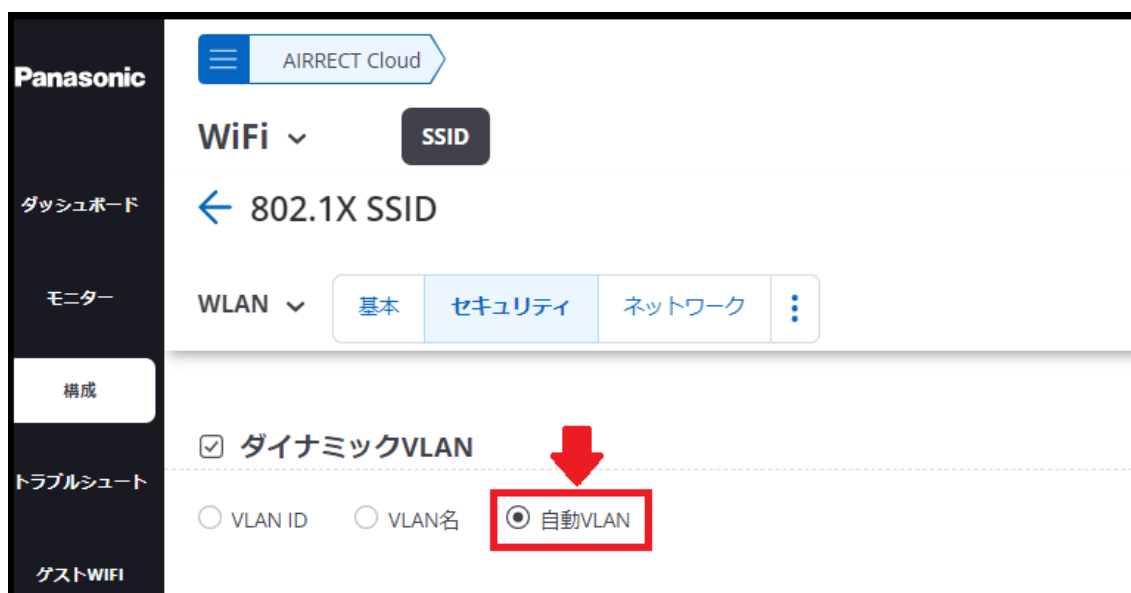 Panasonic
AIRRECT Cloud
WiFi
SSID
ダッシュボード
802.1X SSID
モニター
WLAN
基本
セキュリティ
ネットワーク
構成
ダイナミックVLAN
トラブルシュート
VLAN ID
VLAN名
自動VLAN
ゲストWIFI